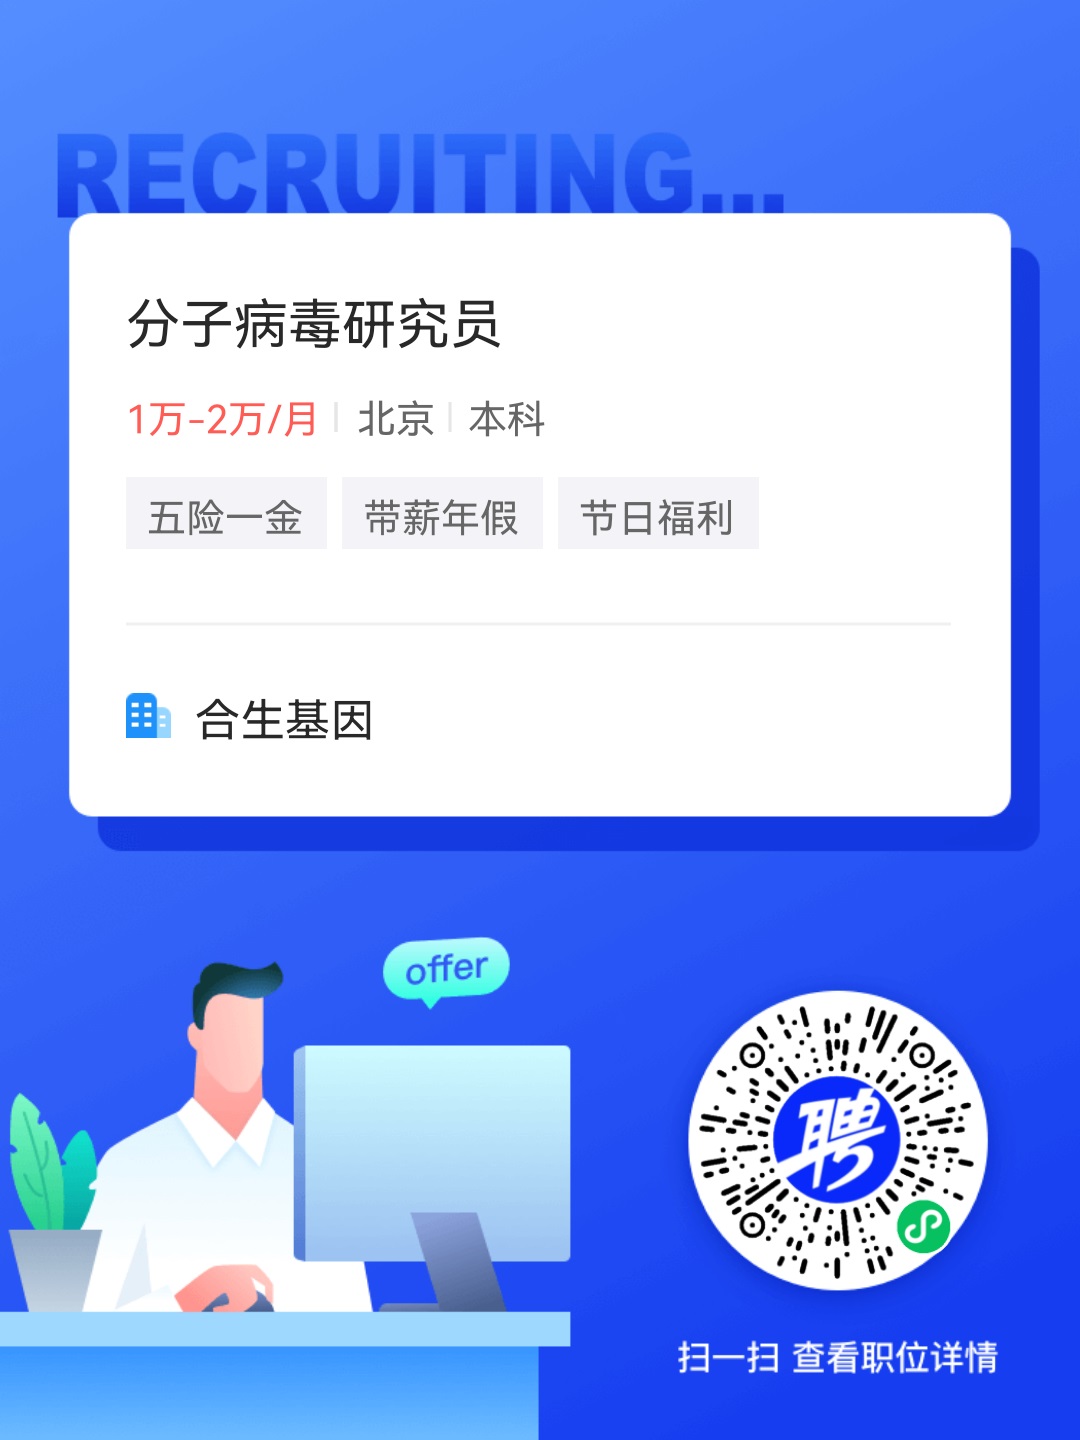 RECRUITING...
分子病毒研究员
1万-2万/月 北京 本科
五险一金 带薪年假 节日福利
合生基因
offer
聘
扫一扫 查看职位详情